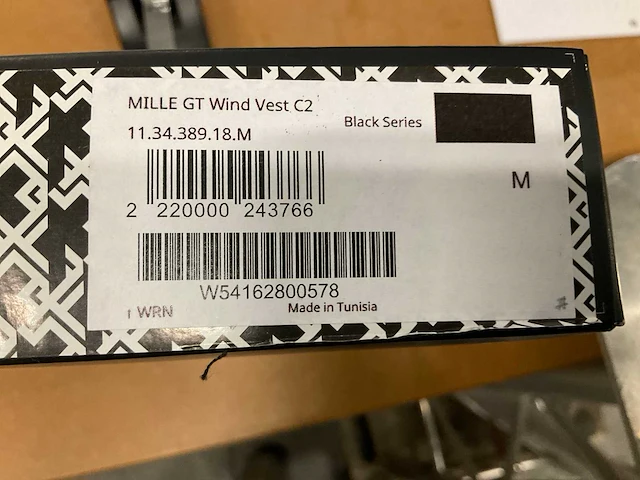 MILLE GT Wind Vest C2
11.34.389.18.M
Black Series
M
2 220000 243766
W54162800578
WRN
Made in Tunisia